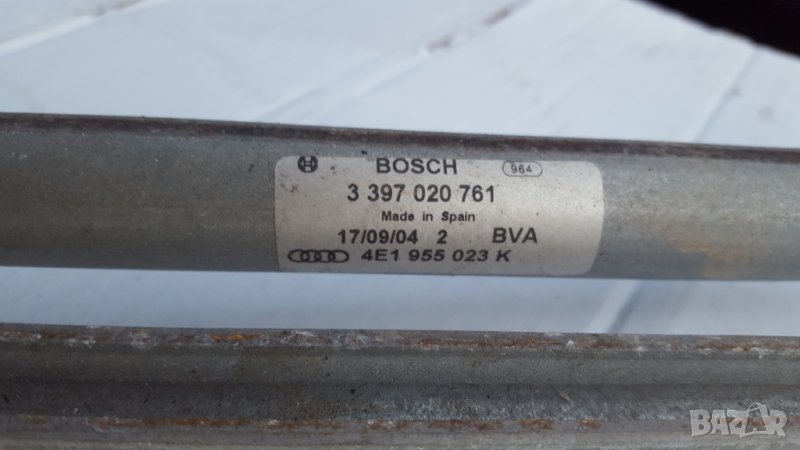 BOSCH 964
3 397 020 761
Made in Spain
17/09/04 2 BVA
4E1 955 023 K
BAZAR